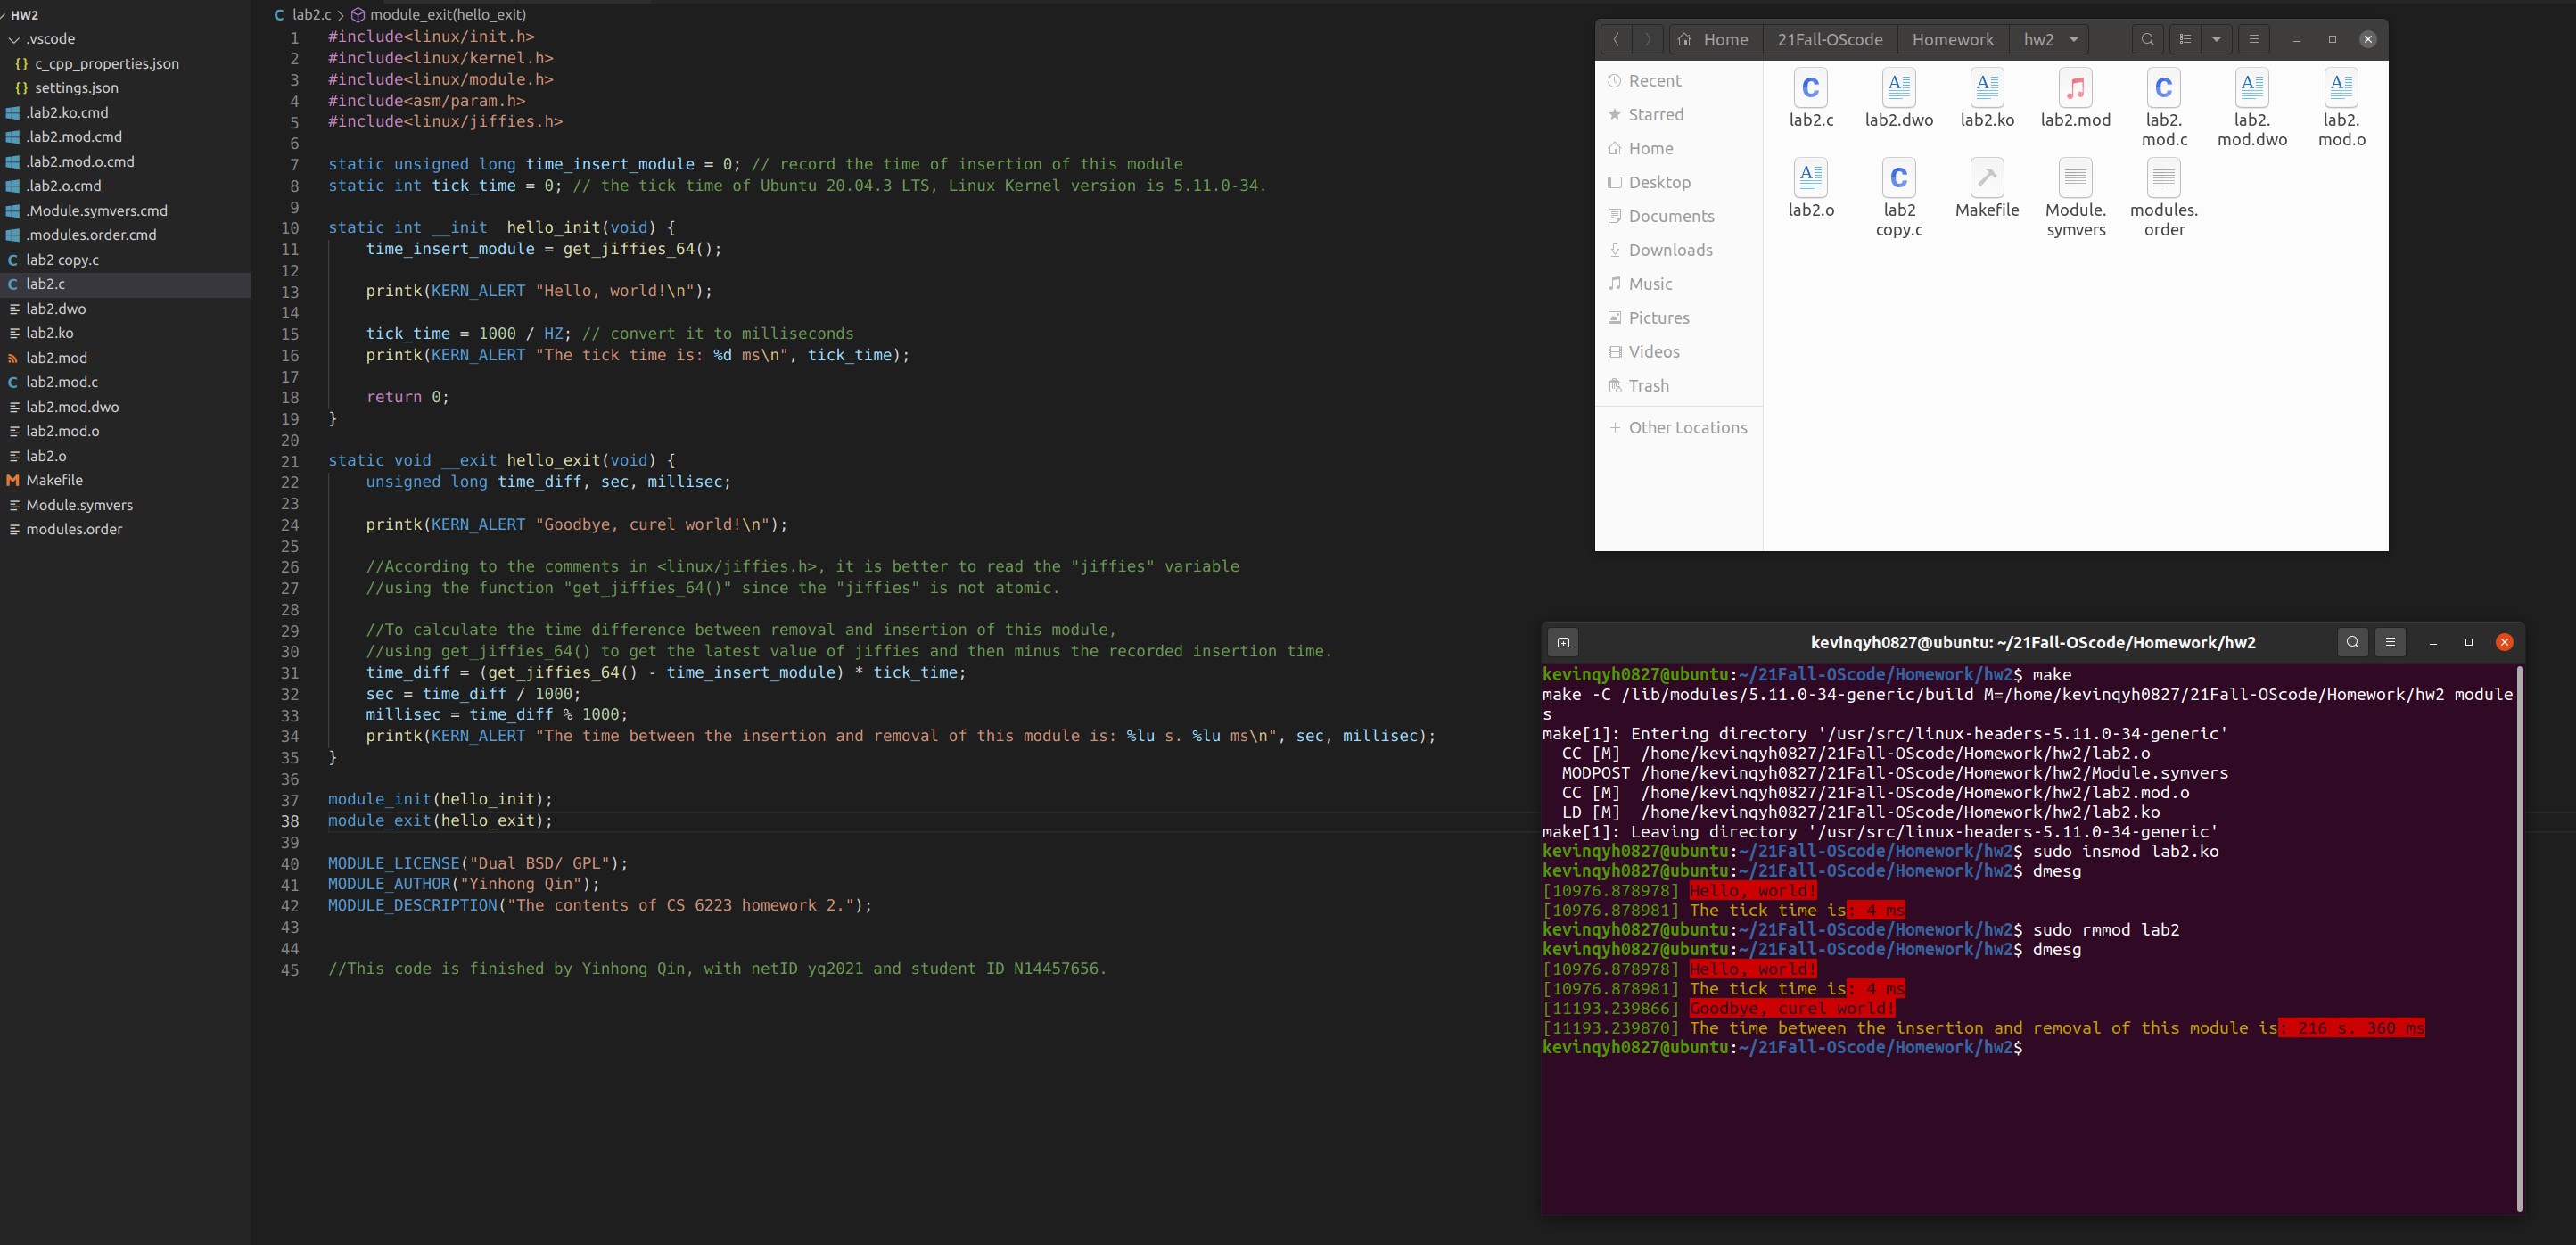 HW2
.vscode
{} c_cpp_properties.json
{} settings.json
.lab2.ko.cmd
.lab2.mod.cmd
.lab2.mod.o.cmd
.lab2.o.cmd
.Module.symvers.cmd
.modules.order.cmd
C lab2 copy.c
C lab2.c
lab2.dwo
lab2.ko
lab2.mod
C lab2.mod.c
lab2.mod.dwo
lab2.mod.o
lab2.o
M Makefile
Module.symvers
modules.order
C lab2.c > module_exit(hello_exit)
1 #include<linux/init.h>
2 #include<linux/kernel.h>
3 #include<linux/module.h>
4 #include<asm/param.h>
5 #include<linux/jiffies.h>
6
7 static unsigned long time_insert_module = 0; // record the time of insertion of this module
8 static int tick_time = 0; // the tick time of Ubuntu 20.04.3 LTS, Linux Kernel version is 5.11.0-34.
9
10 static int __init  hello_init(void) {
11     time_insert_module = get_jiffies_64();
12
13     printk(KERN_ALERT "Hello, world!\n");
14
15     tick_time = 1000 / HZ; // convert it to milliseconds
16     printk(KERN_ALERT "The tick time is: %d ms\n", tick_time);
17
18     return 0;
19 }
20
21 static void __exit hello_exit(void) {
22     unsigned long time_diff, sec, millisec;
23
24     printk(KERN_ALERT "Goodbye, curel world!\n");
25
26     //According to the comments in <linux/jiffies.h>, it is better to read the "jiffies" variable
27     //using the function "get_jiffies_64()" since the "jiffies" is not atomic.
28
29     //To calculate the time difference between removal and insertion of this module,
30     //using get_jiffies_64() to get the latest value of jiffies and then minus the recorded insertion time.
31     time_diff = (get_jiffies_64() - time_insert_module) * tick_time;
32     sec = time_diff / 1000;
33     millisec = time_diff % 1000;
34     printk(KERN_ALERT "The time between the insertion and removal of this module is: %lu s. %lu ms\n", sec, millisec);
35 }
36
37 module_init(hello_init);
38 module_exit(hello_exit);
39
40 MODULE_LICENSE("Dual BSD/ GPL");
41 MODULE_AUTHOR("Yinhong Qin");
42 MODULE_DESCRIPTION("The contents of CS 6223 homework 2.");
43
44
45 //This code is finished by Yinhong Qin, with netID yq2021 and student ID N14457656.
Home 21Fall-OScode Homework hw2
Recent
Starred
Home
Desktop
Documents
Downloads
Music
Pictures
Videos
Trash
+ Other Locations
lab2.c
lab2.dwo
lab2.ko
lab2.mod
lab2.
mod.c
lab2.
mod.dwo
lab2.
mod.o
lab2.o
lab2
copy.c
Makefile
Module.
symvers
modules.
order
kevinqyh0827@ubuntu: ~/21Fall-OScode/Homework/hw2
kevinqyh0827@ubuntu:~/21Fall-OScode/Homework/hw2$ make
make -C /lib/modules/5.11.0-34-generic/build M=/home/kevinqyh0827/21Fall-OScode/Homework/hw2 module
s
make[1]: Entering directory '/usr/src/linux-headers-5.11.0-34-generic'
  CC [M]  /home/kevinqyh0827/21Fall-OScode/Homework/hw2/lab2.o
  MODPOST /home/kevinqyh0827/21Fall-OScode/Homework/hw2/Module.symvers
  CC [M]  /home/kevinqyh0827/21Fall-OScode/Homework/hw2/lab2.mod.o
  LD [M]  /home/kevinqyh0827/21Fall-OScode/Homework/hw2/lab2.ko
make[1]: Leaving directory '/usr/src/linux-headers-5.11.0-34-generic'
kevinqyh0827@ubuntu:~/21Fall-OScode/Homework/hw2$ sudo insmod lab2.ko
kevinqyh0827@ubuntu:~/21Fall-OScode/Homework/hw2$ dmesg
[10976.878978] Hello, world!
[10976.878981] The tick time is: 4 ms
kevinqyh0827@ubuntu:~/21Fall-OScode/Homework/hw2$ sudo rmmod lab2
kevinqyh0827@ubuntu:~/21Fall-OScode/Homework/hw2$ dmesg
[10976.878978] Hello, world!
[10976.878981] The tick time is: 4 ms
[11193.239866] Goodbye, curel world!
[11193.239870] The time between the insertion and removal of this module is: 216 s. 360 ms
kevinqyh0827@ubuntu:~/21Fall-OScode/Homework/hw2$